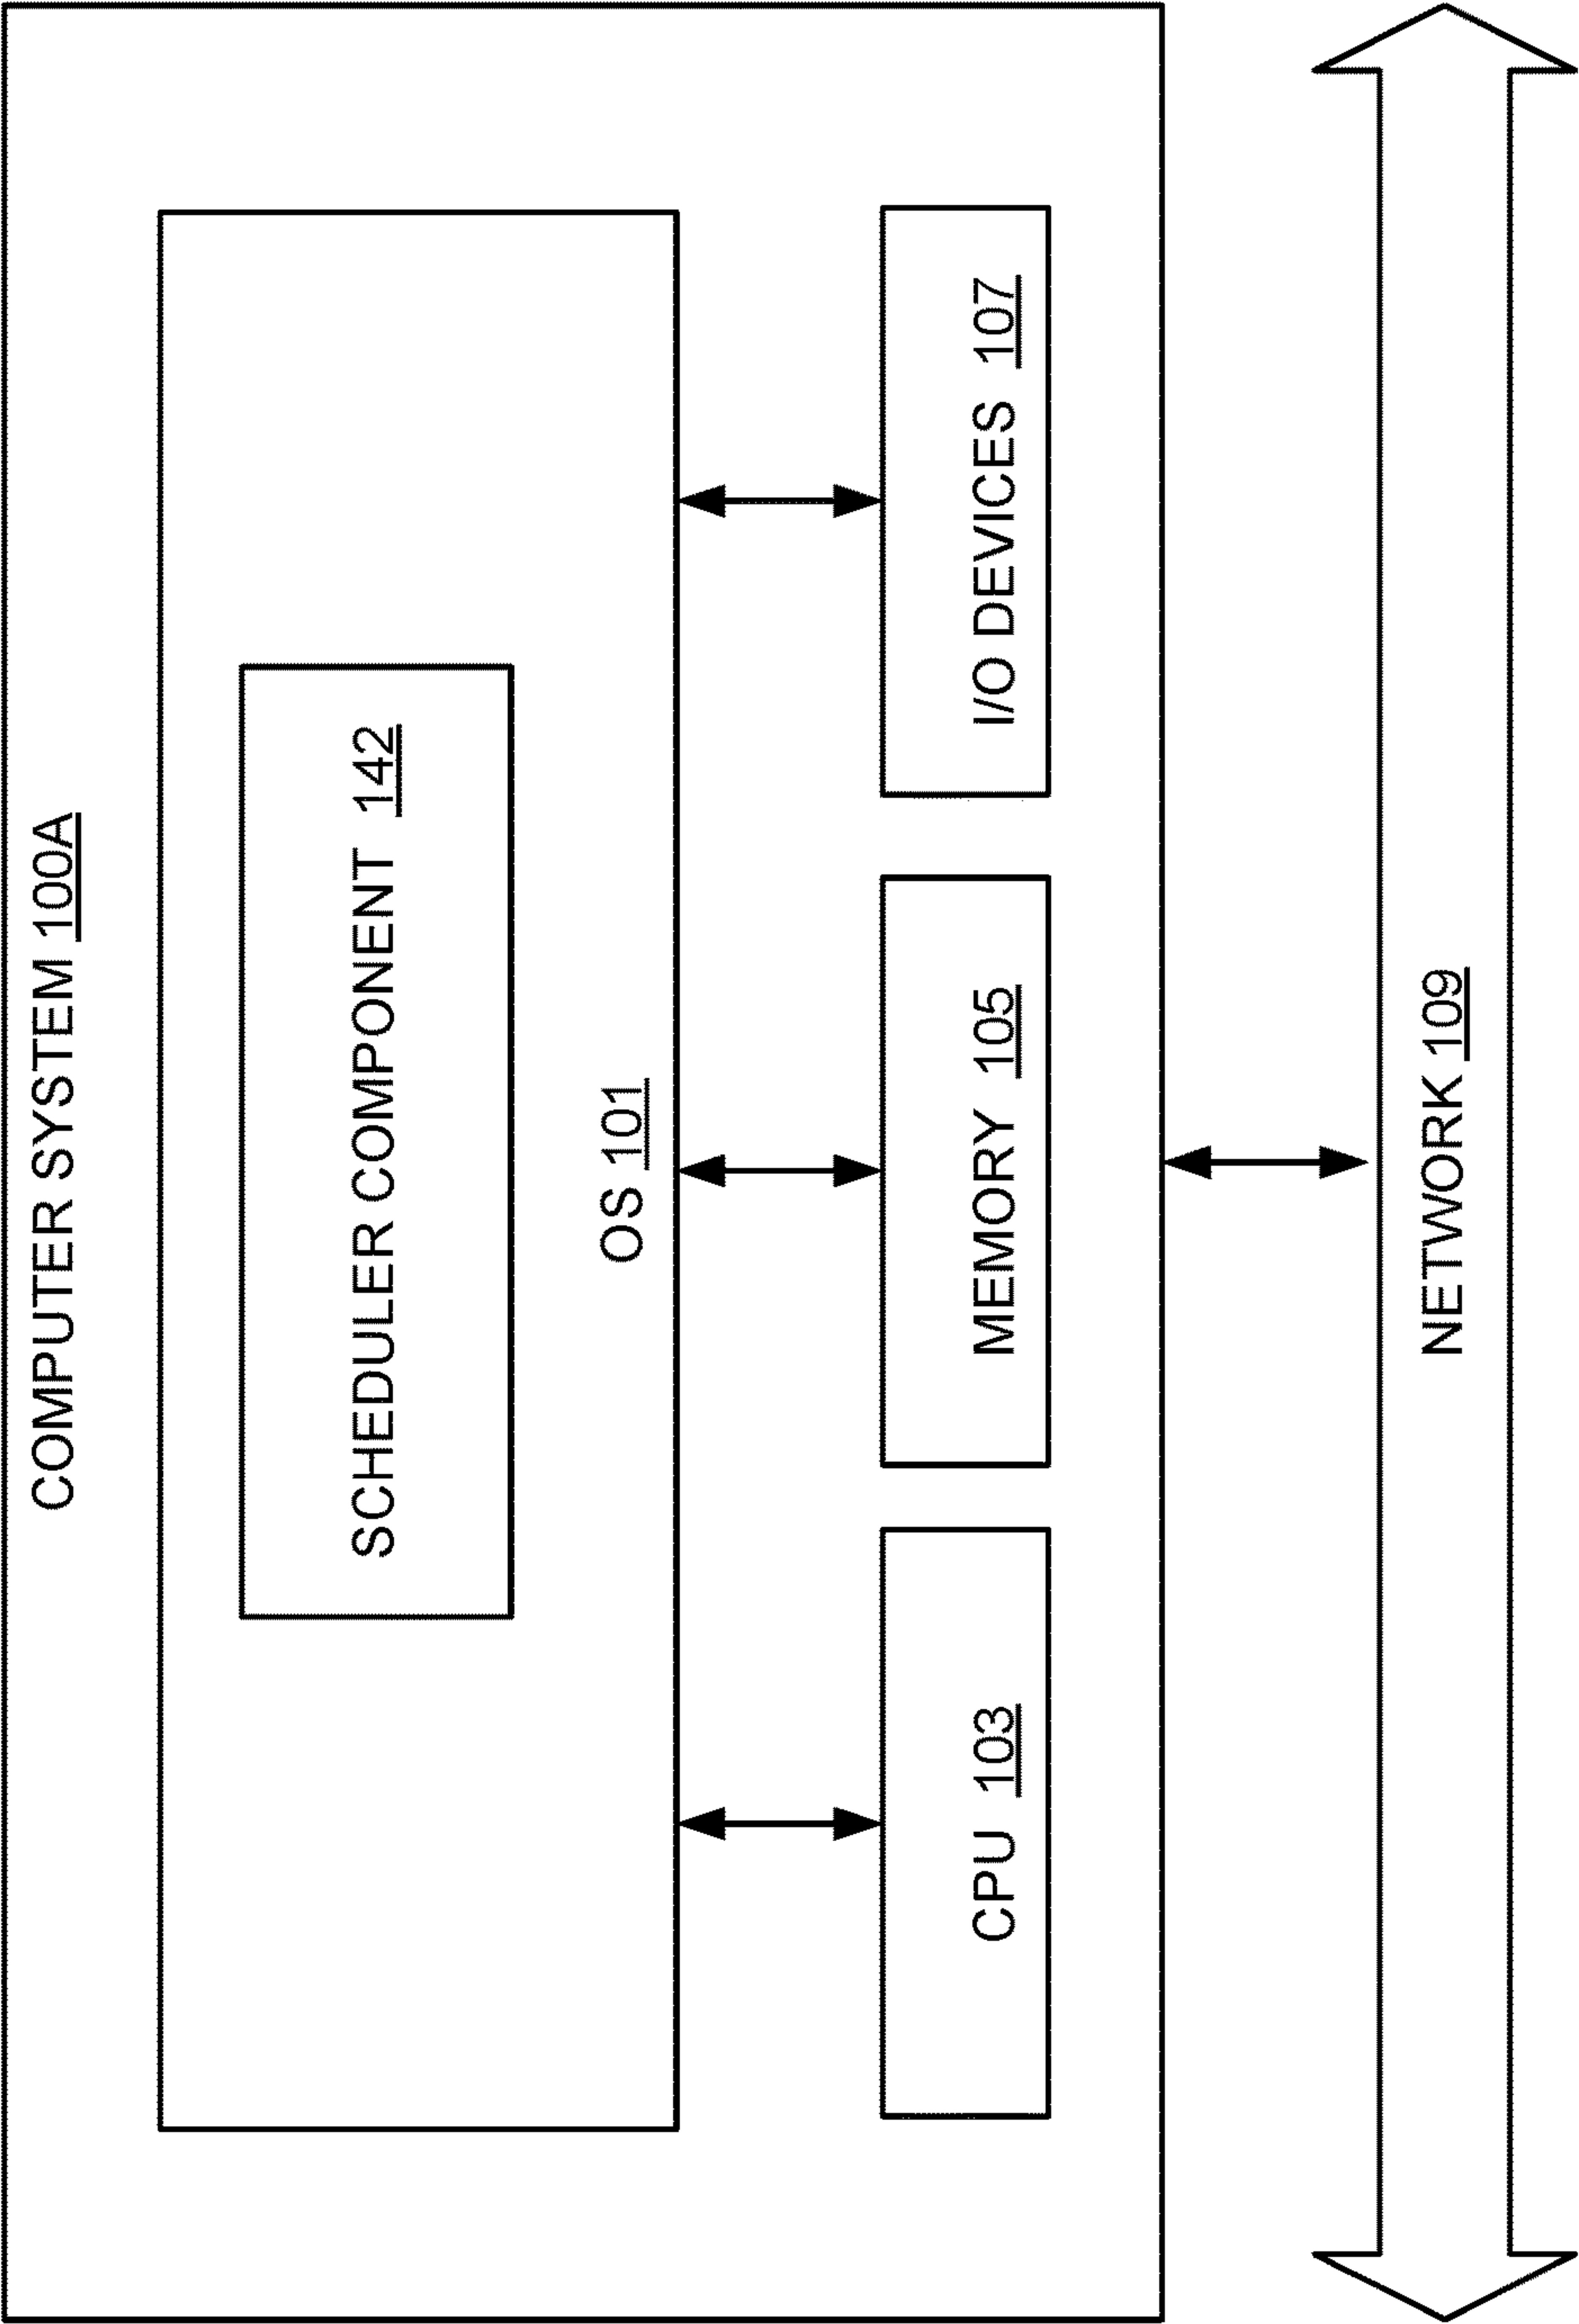 COMPUTER SYSTEM 100A
SCHEDULER COMPONENT 142
OS 101
CPU 103
MEMORY 105
I/O DEVICES 107
NETWORK 109